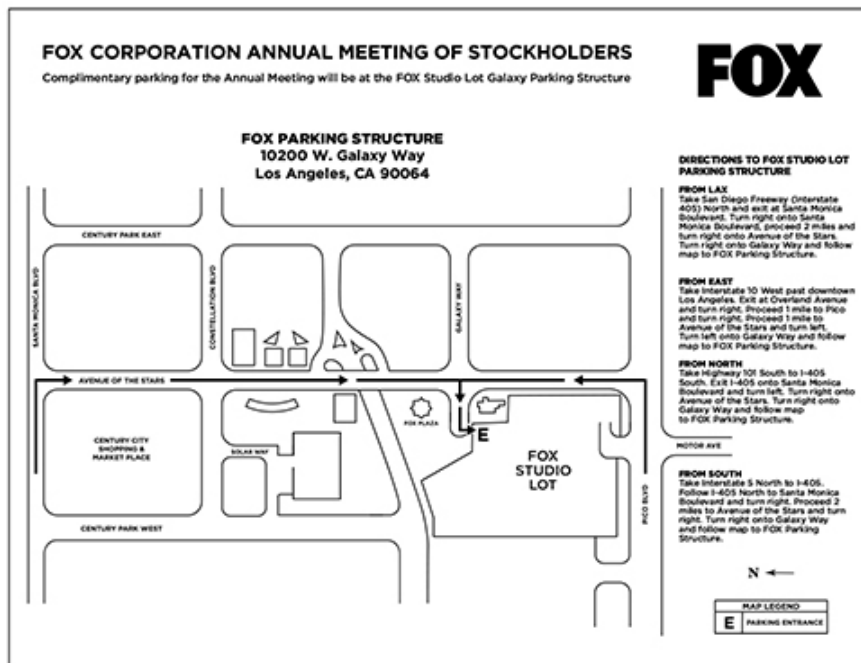 FOX CORPORATION ANNUAL MEETING OF STOCKHOLDERS
Complimentary parking for the Annual Meeting will be at the FOX Studio Lot Galaxy Parking Structure
FOX
FOX PARKING STRUCTURE
10200 W. Galaxy Way
Los Angeles, CA 90064
CENTURY PARK EAST
SANTA MONICA BLVD
CONSTELLATION BLVD
GALAXY WAY
AVENUE OF THE STARS
CENTURY CITY
SHOPPING &
MARKET PLACE
SOLAR WAY
FOX PLAZA
E
FOX
STUDIO
LOT
PICO BLVD
MOTOR AVE
CENTURY PARK WEST
DIRECTIONS TO FOX STUDIO LOT
PARKING STRUCTURE
FROM LAX
Take San Diego Freeway (Interstate
405) North and exit at Santa Monica
Boulevard. Turn right onto Santa
Monica Boulevard, proceed 2 miles and
turn right onto Avenue of the Stars.
Turn right onto Galaxy Way and follow
map to FOX Parking Structure.
FROM EAST
Take Interstate 10 West past downtown
Los Angeles. Exit at Overland Avenue
and turn right. Proceed 1 mile to Pico
and turn right. Proceed 1 mile to
Avenue of the Stars and turn left.
Turn left onto Galaxy Way and follow
map to FOX Parking Structure.
FROM NORTH
Take Highway 101 South to I-405
South. Exit I-405 onto Santa Monica
Boulevard and turn left. Turn right onto
Avenue of the Stars. Turn right onto
Galaxy Way and follow map
to FOX Parking Structure.
FROM SOUTH
Take Interstate 5 North to I-405.
Follow I-405 North to Santa Monica
Boulevard and turn right. Proceed 2
miles to Avenue of the Stars and turn
right. Turn right onto Galaxy Way
and follow map to FOX Parking
Structure.
N
MAP LEGEND
E PARKING ENTRANCE